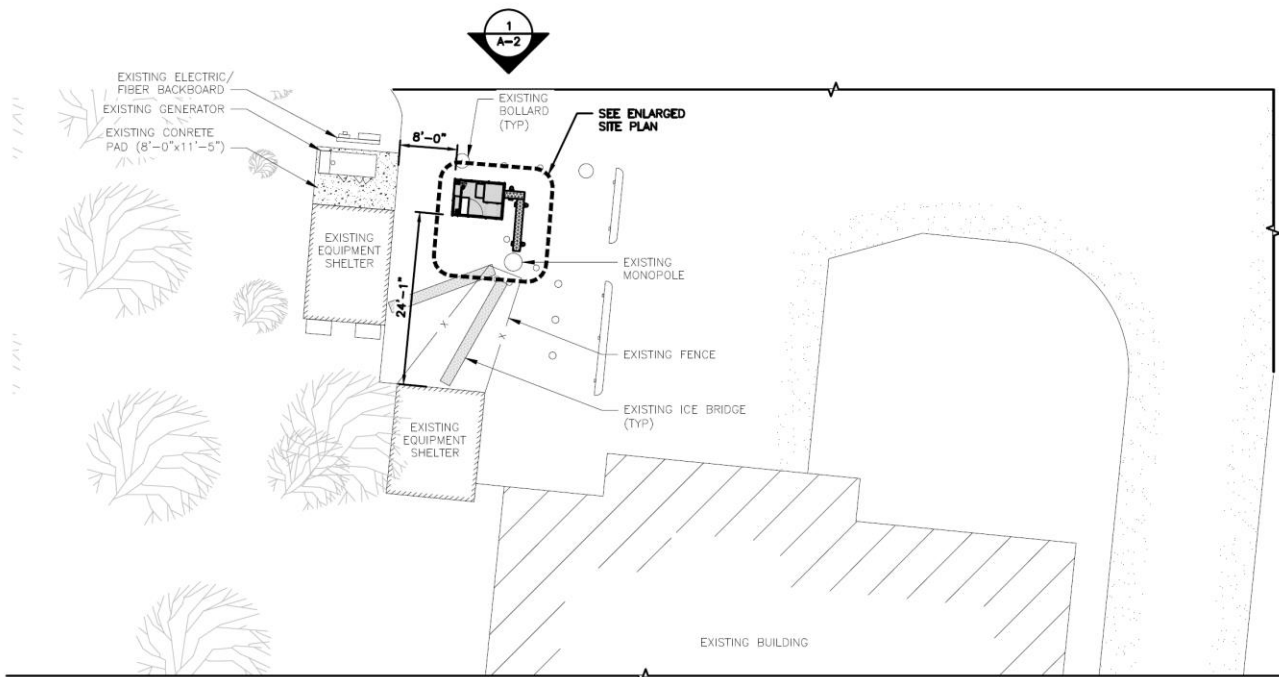 1
A-2
EXISTING ELECTRIC/
FIBER BACKBOARD
EXISTING GENERATOR
EXISTING CONRETE
PAD (8'-0"x11'-5")
8'-0"
EXISTING
BOLLARD
(TYP)
SEE ENLARGED
SITE PLAN
EXISTING
EQUIPMENT
SHELTER
24'-1"
EXISTING
MONOPOLE
X
X
EXISTING FENCE
EXISTING ICE BRIDGE
(TYP)
EXISTING
EQUIPMENT
SHELTER
EXISTING BUILDING